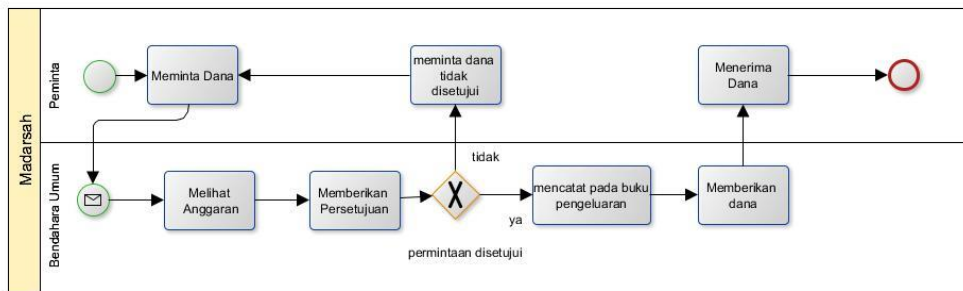 Madarsah
Peminta
Meminta Dana
meminta dana
tidak
disetujui
Menerima
Dana
Bendahara Umum
Melihat
Anggaran
Memberikan
Persetujuan
tidak
ya
permintaan disetujui
mencatat pada buku
pengeluaran
Memberikan
dana